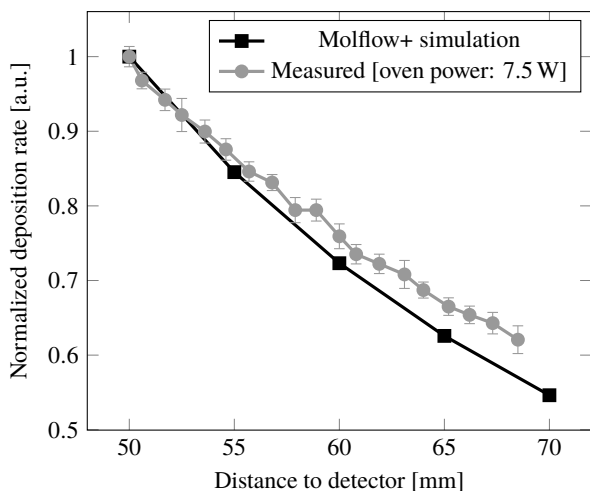 Molflow+ simulation
Measured [oven power: 7.5 W]
Normalized deposition rate [a.u.]
1
0.9
0.8
0.7
0.6
0.5
50 55 60 65 70
Distance to detector [mm]